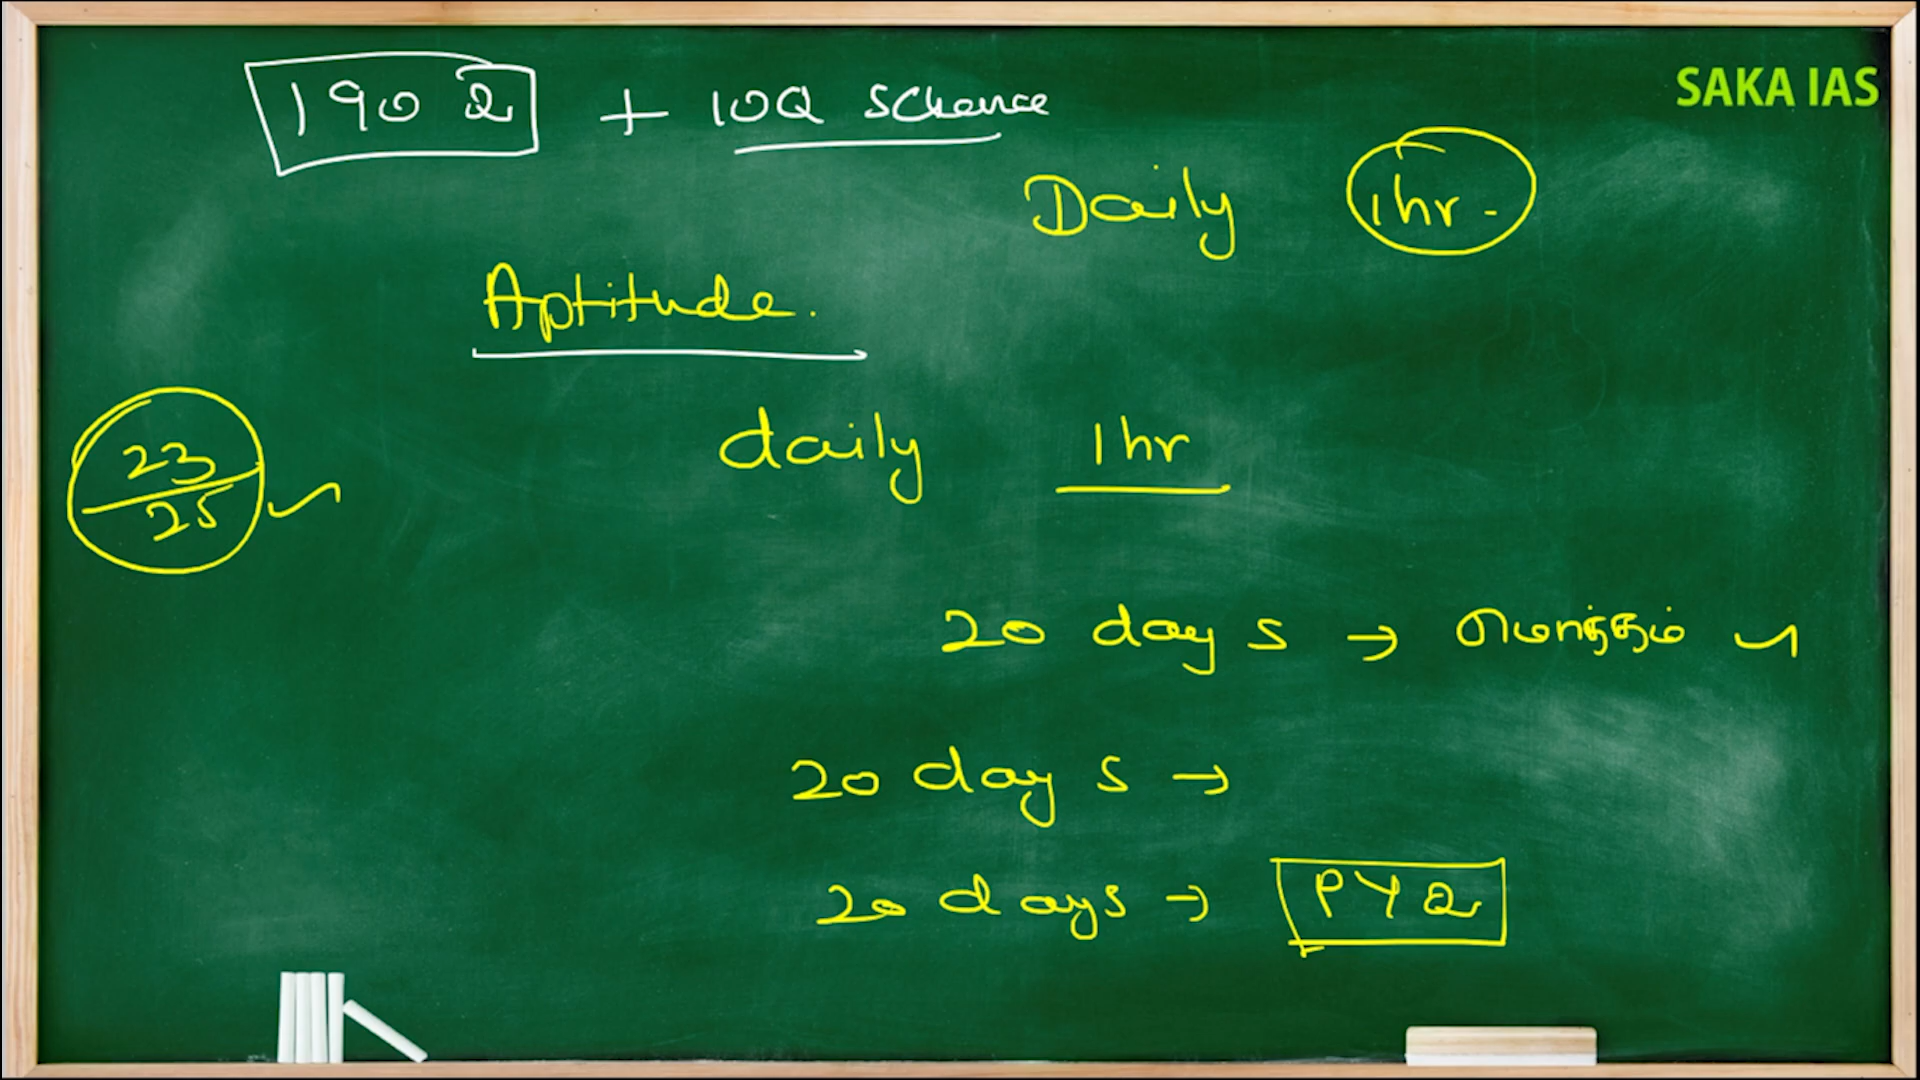 SAKA IAS
190 Q + 10Q Scheme
Daily 1hr.
Aptitude.
daily 1hr
23/25
20 days → மொத்தம்
20 days →
20 days → PYQ